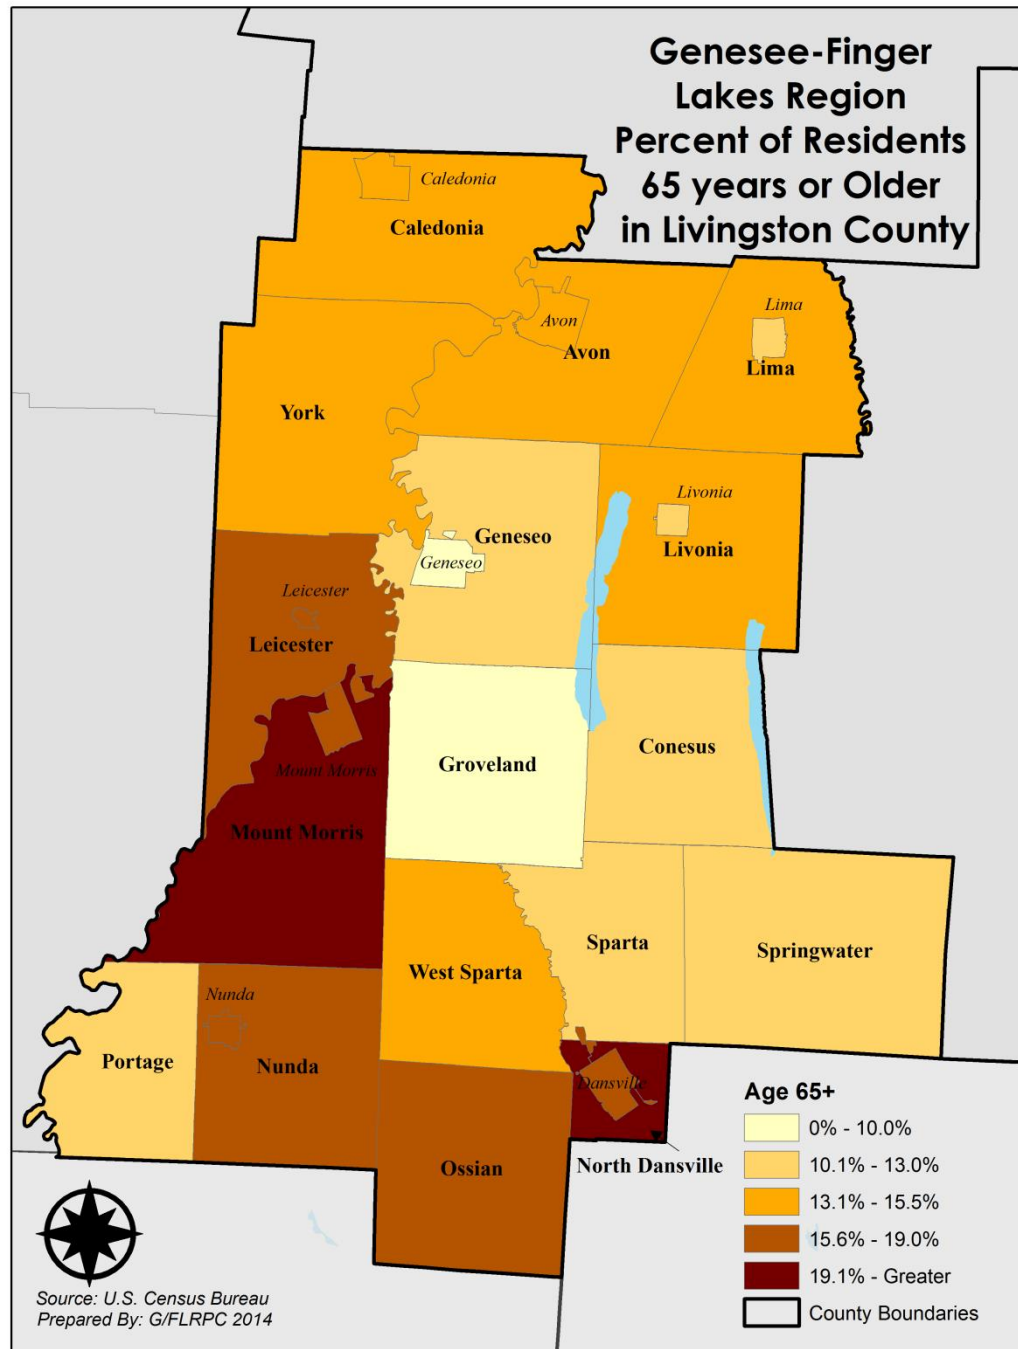 Genesee-Finger
Lakes Region
Percent of Residents
65 years or Older
in Livingston County
Caledonia
Caledonia
Lima
Avon
Avon
Lima
York
Livonia
Geneseo
Livonia
Geneseo
Leicester
Leicester
Conesus
Groveland
Mount Morris
Mount Morris
Sparta
Springwater
West Sparta
Nunda
Portage
Nunda
Dansville
Ossian
North Dansville
Age 65+
0% - 10.0%
10.1% - 13.0%
13.1% - 15.5%
15.6% - 19.0%
19.1% - Greater
County Boundaries
Source: U.S. Census Bureau
Prepared By: G/FLRPC 2014